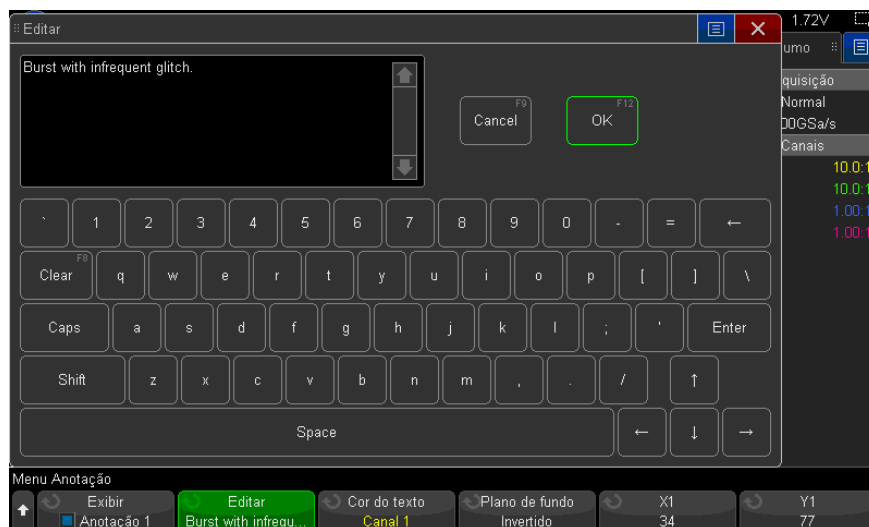 Editar
1.72V
umo
Burst with infrequent glitch.
Cancel F9
OK F12
quisição
Normal
00GSa/s
Canais
10.0:1
10.0:1
1.00:1
1.00:1
` 1 2 3 4 5 6 7 8 9 0 - = ←
Clear F8 q w e r t y u i o p [ ] \
Caps a s d f g h j k l ; ' Enter
Shift z x c v b n m , . / ↑
Space ← ↓ →
Menu Anotação
Exibir
Anotação 1
Editar
Burst with infrequ...
Cor do texto
Canal 1
Plano de fundo
Invertido
X1
34
Y1
77